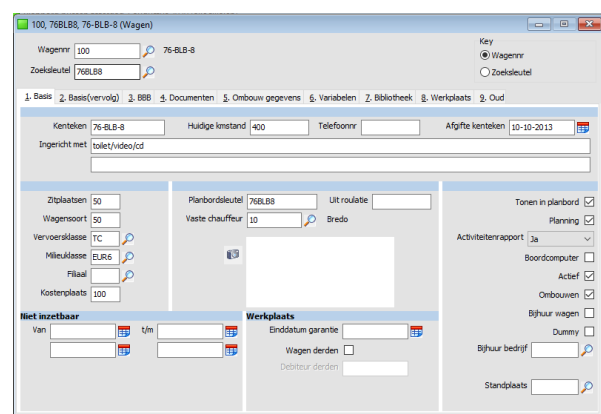 100, 76BLB8, 76-BLB-8 (Wagen)
Wagennr 100 76-BLB-8
Zoeksleutel 76BLB8
Key
Wagennr
Zoeksleutel
1. Basis 2. Basis(vervolg) 3. BBB 4. Documenten 5. Ombouw gegevens 6. Variabelen 7. Bibliotheek 8. Werkplaats 9. Oud
Kenteken 76-BLB-8 Huidige kmstand 400 Telefoonnr Afgifte kenteken 10-10-2013
Ingericht met toilet/video/cd
Zitplaatsen 50 Planbordsleutel 76BLB8 Uit roulatie Tonen in planbord
Wagensoort 50 Vaste chauffeur 10 Bredo Planning
Vervoersklasse TC Activiteitenrapport Ja
Milieuklasse EUR6 Boordcomputer
Filiaal Actief
Kostenplaats 100 Ombouwen
Niet inzetbaar Werkplaats Bijhuur wagen
Van t/m Einddatum garantie Dummy
Wagen derden Bijhuur bedrijf
Debiteur derden
Standplaats